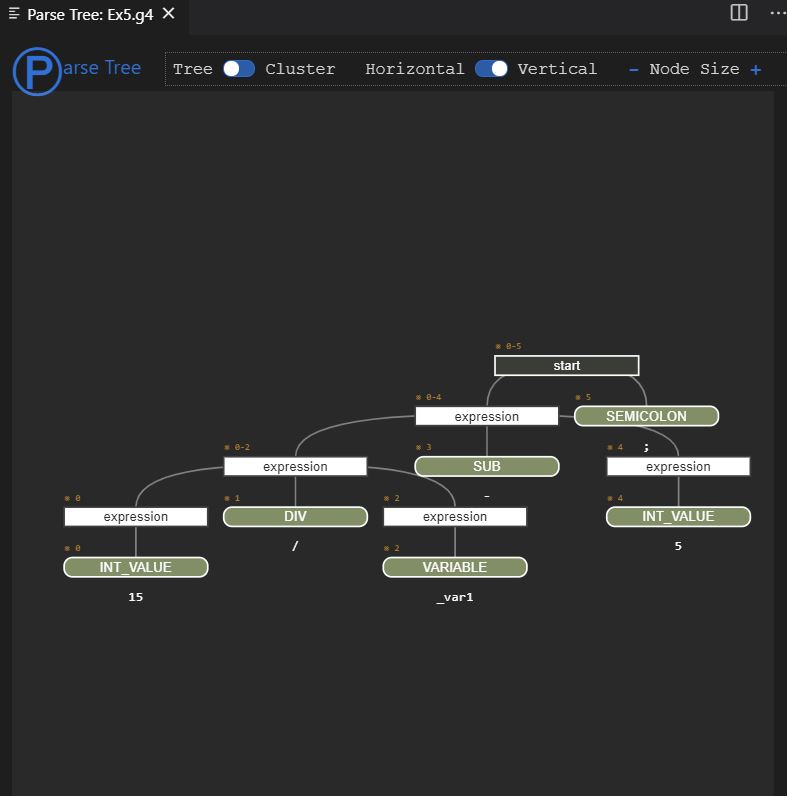 Parse Tree: Ex5.g4
Parse Tree Tree Cluster Horizontal Vertical - Node Size +
0-5
start
0-4 5
expression SEMICOLON
0-2 3 4 ;
expression SUB expression
0 1 2 - 4
expression DIV expression INT_VALUE
0 / 2 5
INT_VALUE VARIABLE
15 _var1